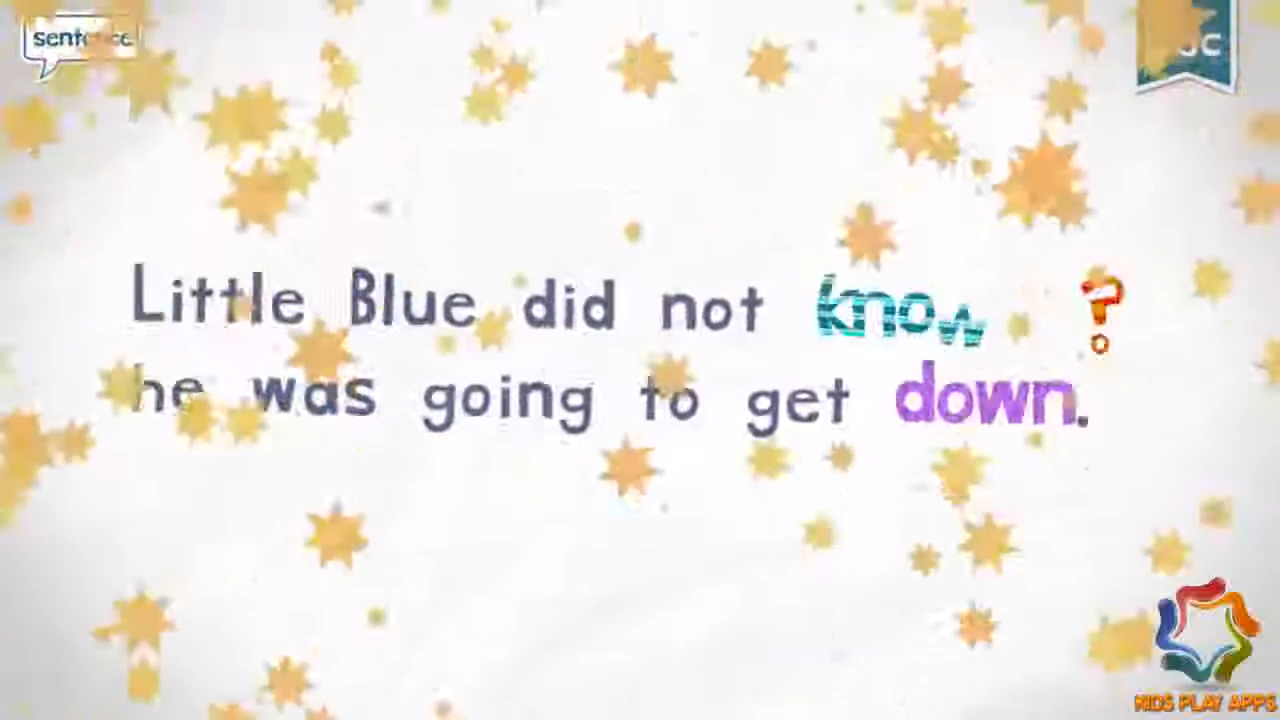 sentence
Little Blue did not know ?
he was going to get down.
KIDS PLAY APPS